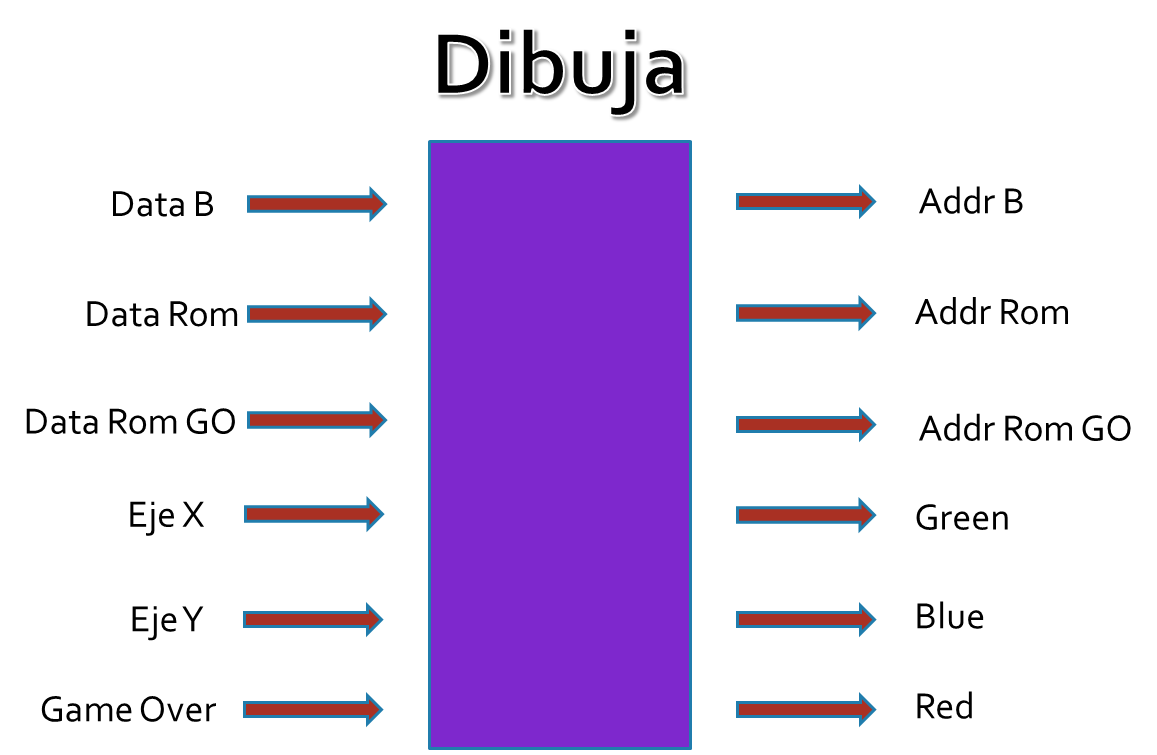 Dibuja
Data B
Addr B
Data Rom
Addr Rom
Data Rom GO
Addr Rom GO
Eje X
Green
Eje Y
Blue
Game Over
Red